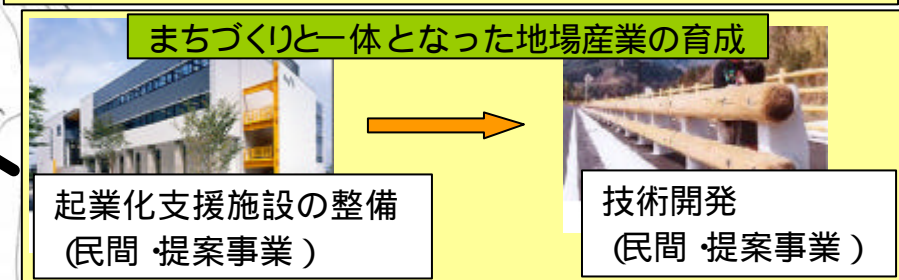 まちづくりと一体となった地場産業の育成
起業化支援施設の整備
(民間・提案事業)
技術開発
(民間・提案事業)